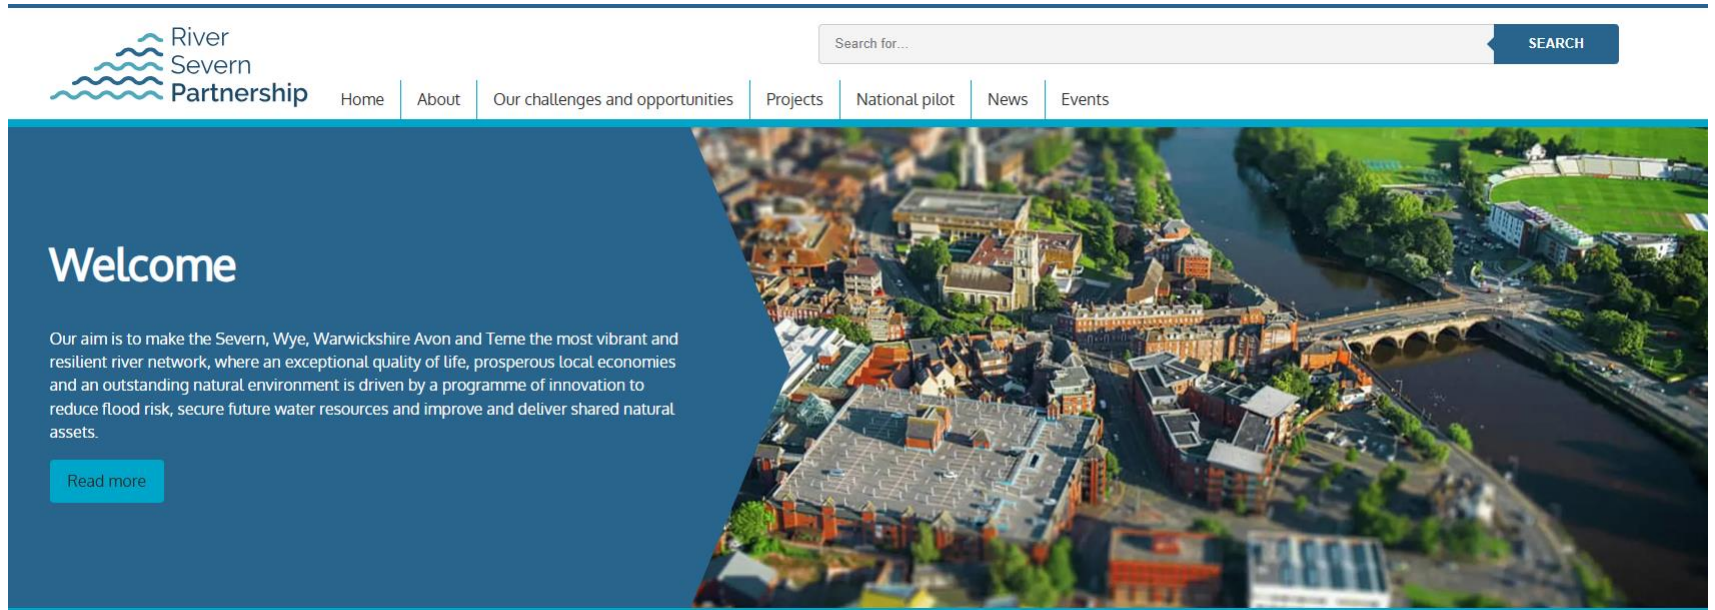 River
Severn
Partnership
Search for...
SEARCH
Home
About
Our challenges and opportunities
Projects
National pilot
News
Events
Welcome
Our aim is to make the Severn, Wye, Warwickshire Avon and Teme the most vibrant and
resilient river network, where an exceptional quality of life, prosperous local economies
and an outstanding natural environment is driven by a programme of innovation to
reduce flood risk, secure future water resources and improve and deliver shared natural
assets.
Read more